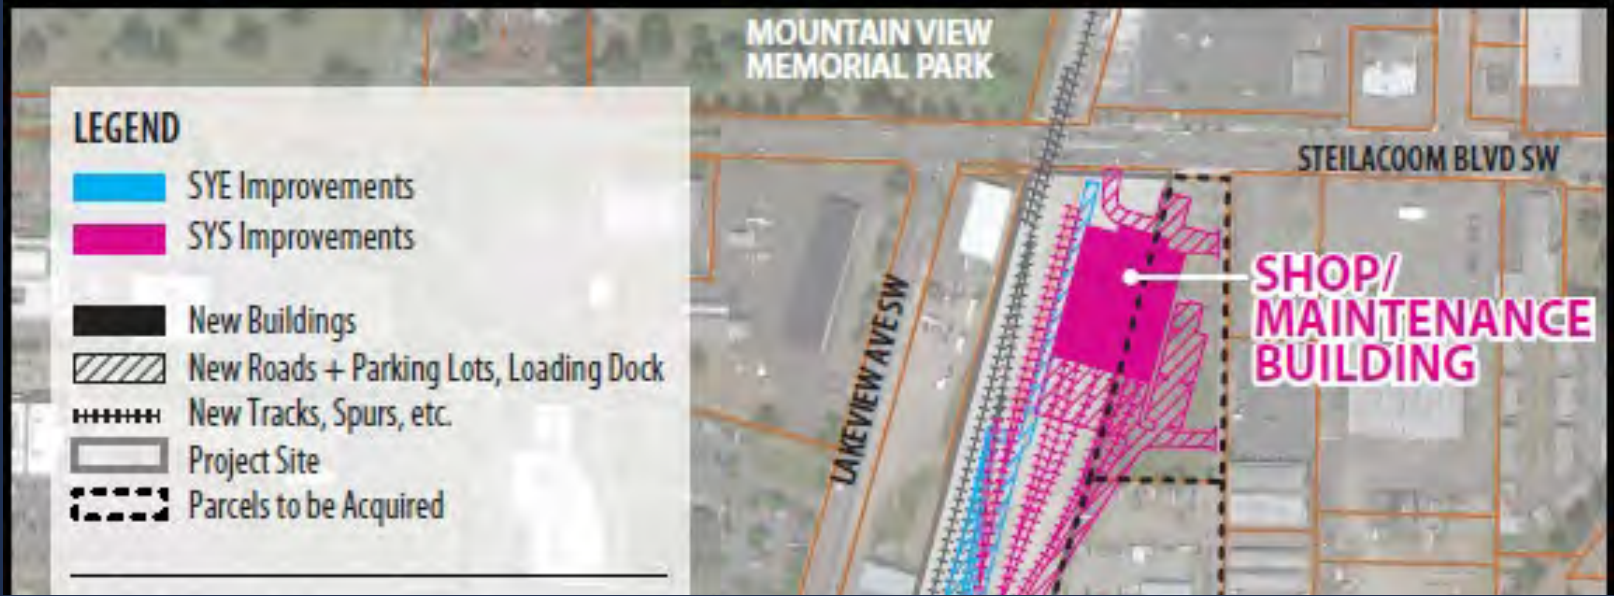 MOUNTAIN VIEW
MEMORIAL PARK
LEGEND
SYE Improvements
SYS Improvements
New Buildings
New Roads + Parking Lots, Loading Dock
New Tracks, Spurs, etc.
Project Site
Parcels to be Acquired
STEILACOOM BLVD SW
LAKEVIEW AVE SW
SHOP/
MAINTENANCE
BUILDING